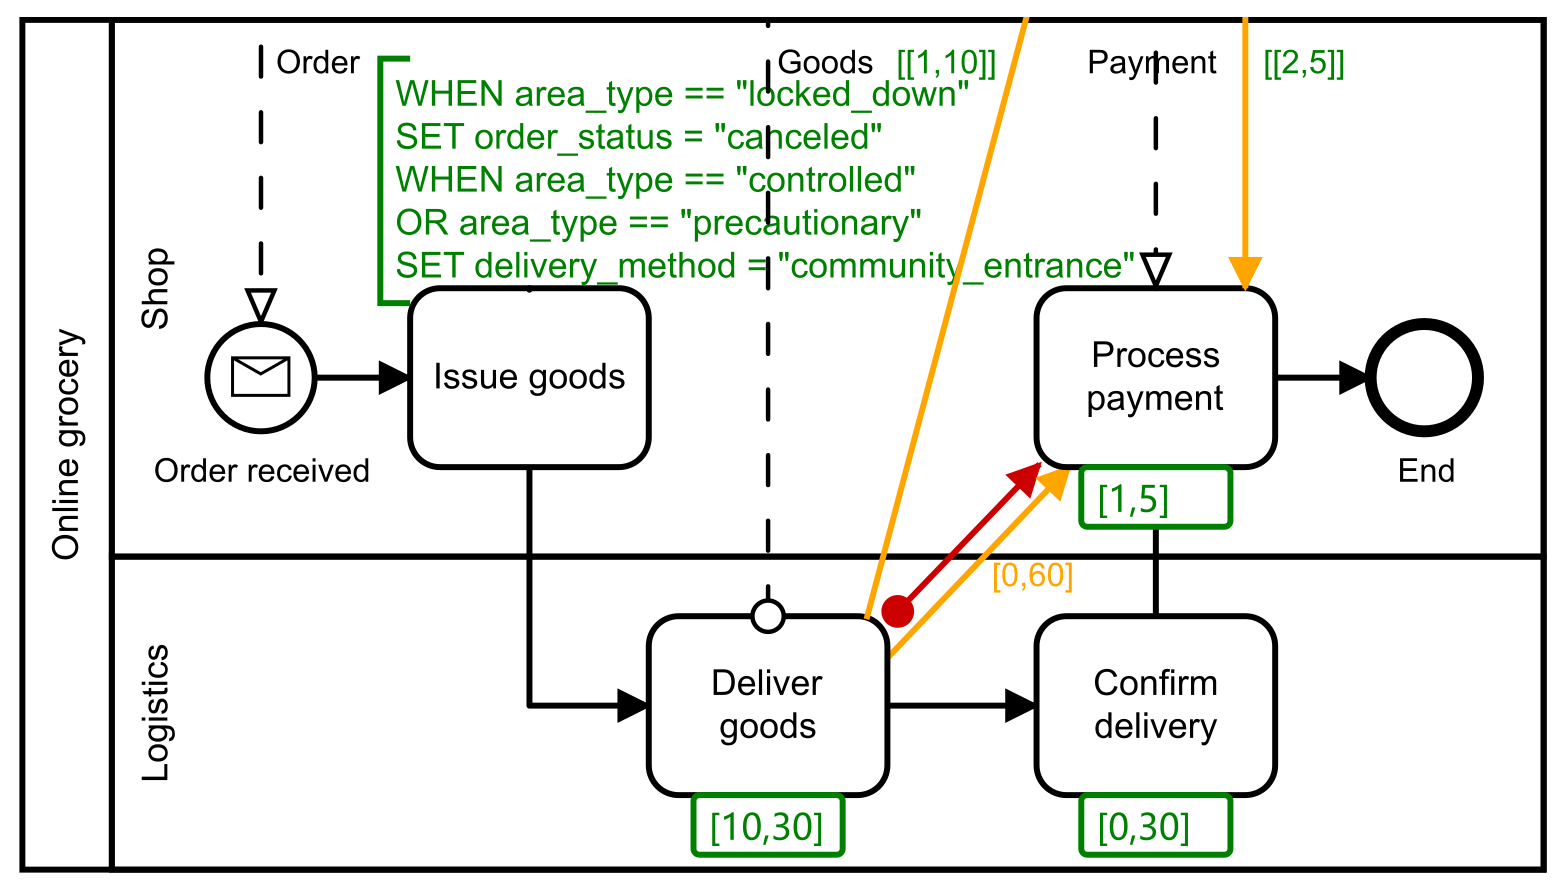 Order
Goods
[[1,10]]
Payment
[[2,5]]
WHEN area_type == "locked_down"
SET order_status = "canceled"
WHEN area_type == "controlled"
OR area_type == "precautionary"
SET delivery_method = "community_entrance"
Online grocery
Shop
Issue goods
Process
payment
Order received
End
[1,5]
[0,60]
Logistics
Deliver
goods
Confirm
delivery
[10,30]
[0,30]